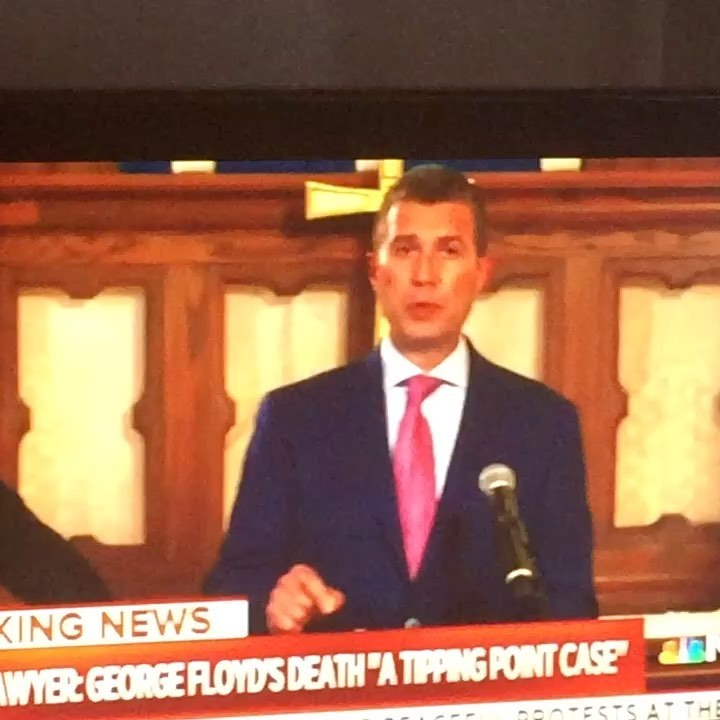 KING NEWS
AWYER: GEORGE FLOYD'S DEATH "A TIPPING POINT CASE"
PROTESTS AT THE